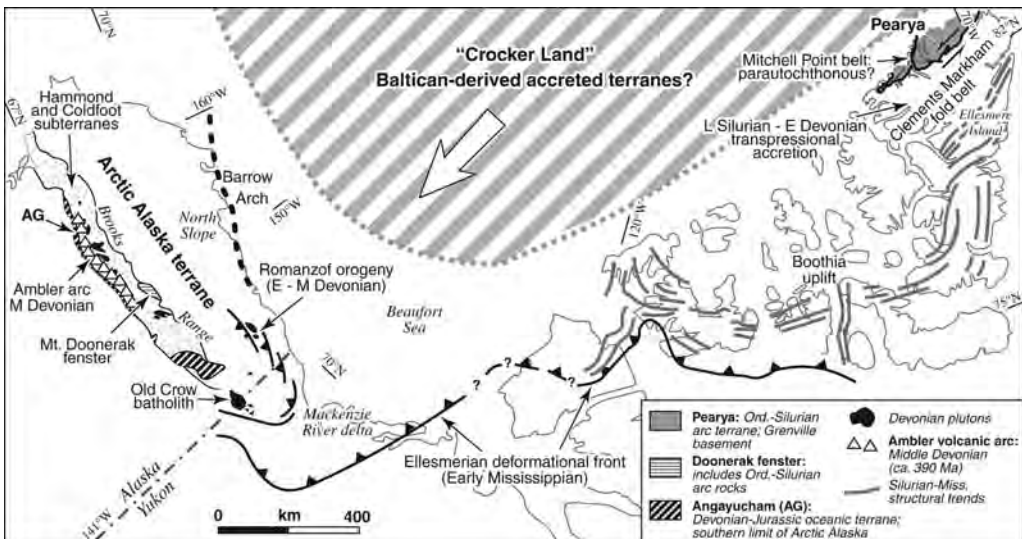 70°N
"Crocker Land"
Baltican-derived accreted terranes?
Pearya
70°W
82°N
Mitchell Point belt:
parautochthonous?
Clements Markham
fold belt
Ellesmere
Island
L Silurian - E Devonian
transpressional
accretion
67°N
Hammond
and Coldfoot
subterranes
160°W
Barrow
Arch
150°W
North
Slope
Arctic Alaska terrane
Brooks
Range
AG
Ambler arc
M Devonian
Mt. Doonerak
fenster
Old Crow
batholith
Romanzof orogeny
(E - M Devonian)
Beaufort
Sea
120°W
Boothia
uplift
75°N
70°N
Mackenzie
River delta
?
?
?
Ellesmerian deformational front
(Early Mississippian)
Alaska
Yukon
141°W
0 km 400
Pearya: Ord.-Silurian
arc terrane; Grenville
basement
Doonerak fenster:
includes Ord.-Silurian
arc rocks
Angayucham (AG):
Devonian-Jurassic oceanic terrane;
southern limit of Arctic Alaska
Devonian plutons
Ambler volcanic arc:
Middle Devonian
(ca. 390 Ma)
Silurian-Miss.
structural trends